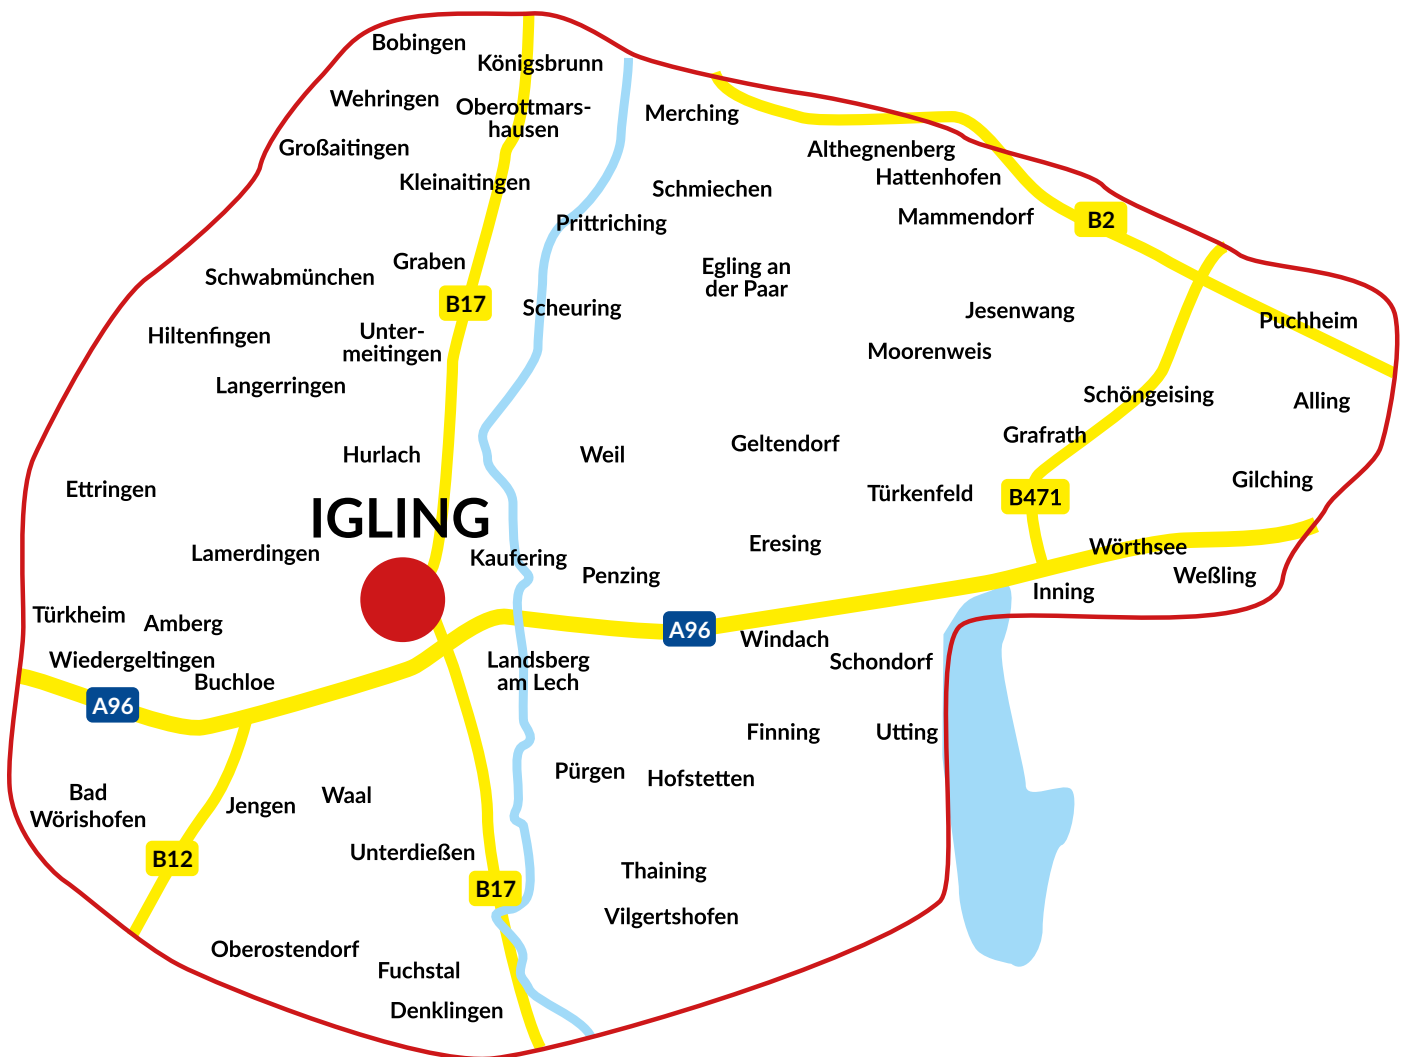 Bobingen
Königsbrunn
Wehringen
Oberottmars-
hausen
Merching
Großaitingen
Althegnenberg
Hattenhofen
Kleinaitingen
Schmiechen
Prittriching
Mammendorf
B2
Graben
Schwabmünchen
Egling an
der Paar
B17
Scheuring
Jesenwang
Puchheim
Hiltenfingen
Unter-
meitingen
Moorenweis
Langerringen
Schöngeising
Alling
Hurlach
Weil
Geltendorf
Grafrath
Ettringen
Türkenfeld
B471
Gilching
IGLING
Lamerdingen
Kaufering
Penzing
Eresing
Wörthsee
Weßling
Inning
Türkheim
Amberg
A96
Windach
Wiedergeltingen
Buchloe
Landsberg
am Lech
Schondorf
A96
Finning
Utting
Pürgen
Hofstetten
Bad
Wörishofen
Jengen
Waal
B12
Unterdießen
B17
Thaining
Vilgertshofen
Oberostendorf
Fuchstal
Denklingen